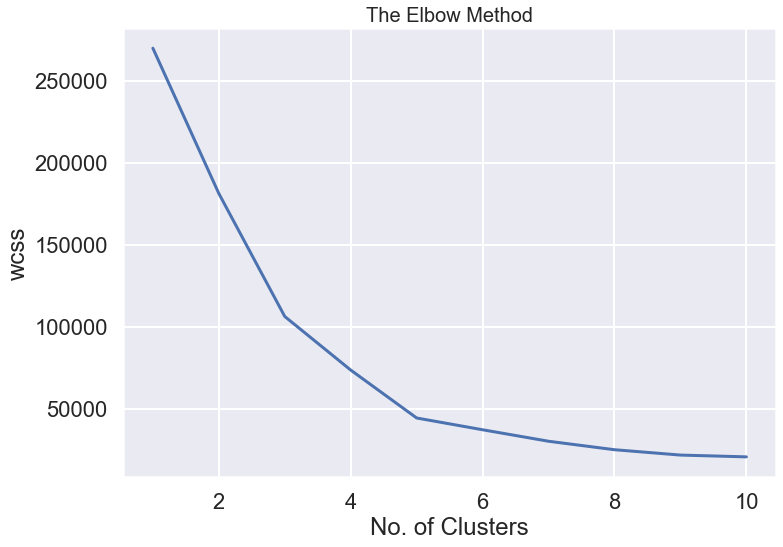 The Elbow Method
250000
200000
150000
100000
50000
wcss
2 4 6 8 10
No. of Clusters